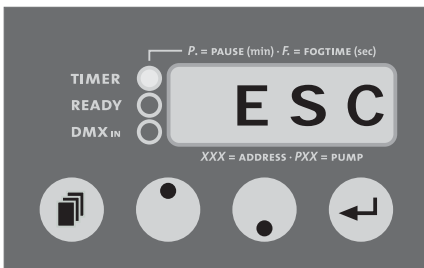 P. = PAUSE (min) · F. = FOGTIME (sec)
TIMER
READY
DMX IN
ESC
XXX = ADDRESS · PXX = PUMP